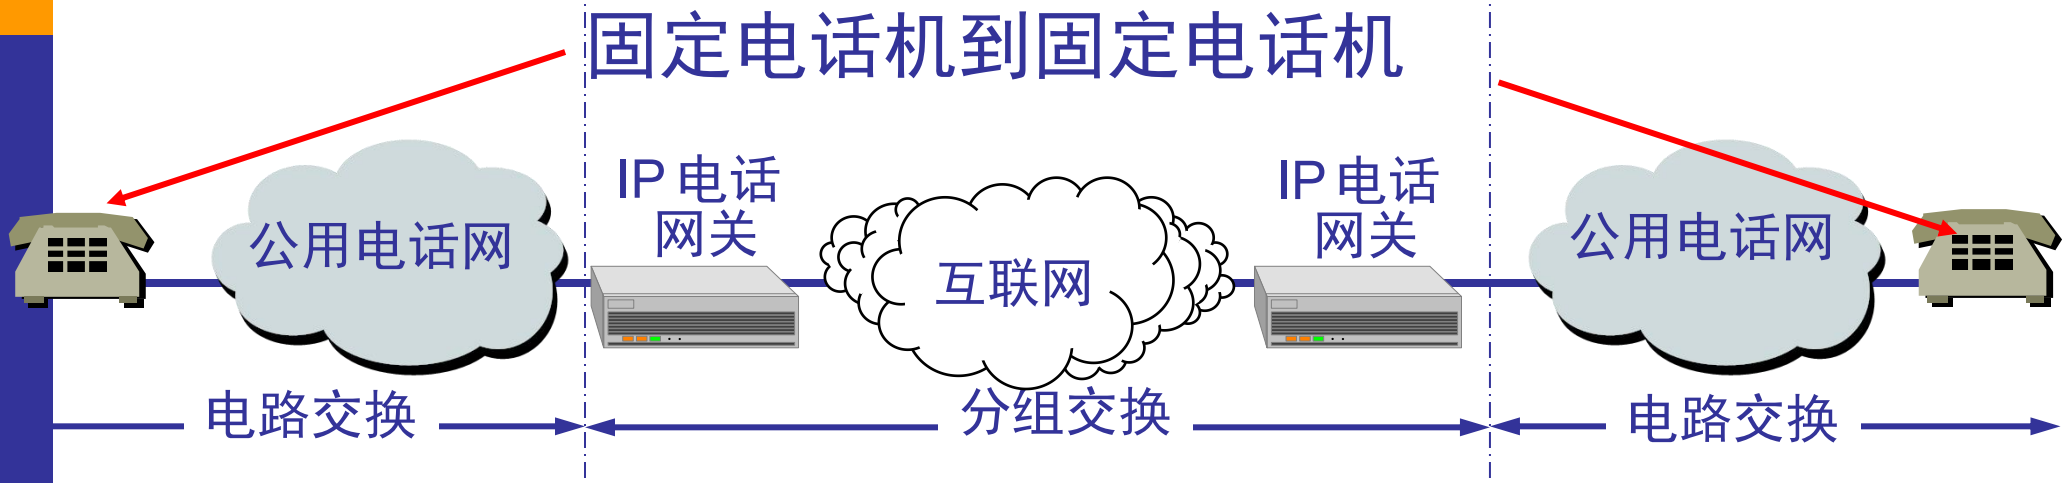 固定电话机到固定电话机
IP 电话
网关
IP 电话
网关
公用电话网
互联网
公用电话网
电路交换
分组交换
电路交换